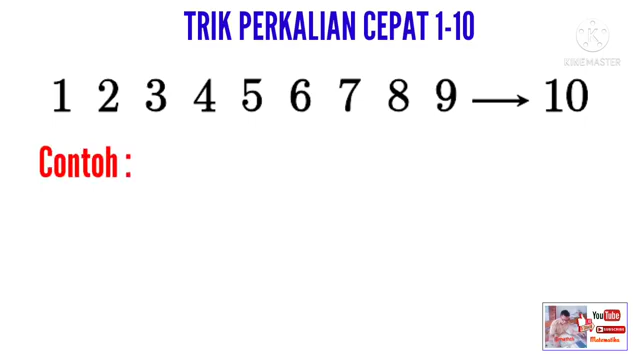 TRIK PERKALIAN CEPAT 1-10
KINEMASTER
1 2 3 4 5 6 7 8 9 → 10
Contoh :
YouTube
SUBSCRIBE
Matematika